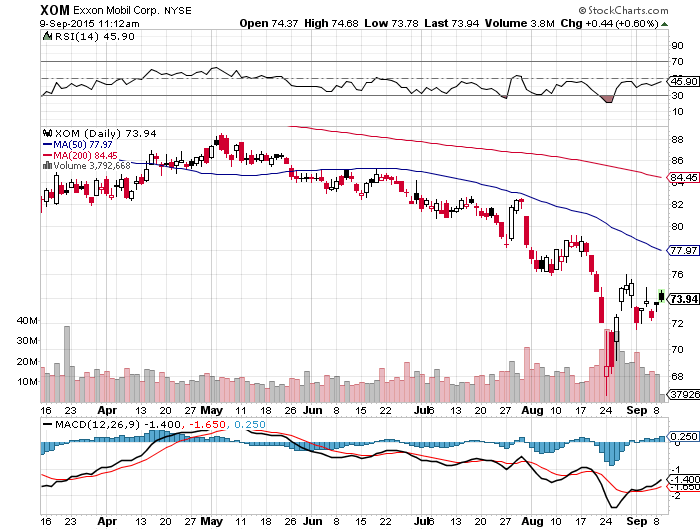 XOM Exxon Mobil Corp. NYSE © StockCharts.com
9-Sep-2015 11:12am Open 74.37 High 74.68 Low 73.78 Last 73.94 Volume 3.8M Chg +0.44 (+0.60%)
RSI(14) 45.90
90
70
50
45.90
30
10
XOM (Daily) 73.94
MA(50) 77.97
MA(200) 84.45
Volume 3,792,668
88
86
84.45
84
82
80
77.97
76
73.94
72
70
68
37926
40M
30M
20M
10M
16 23 Apr 13 20 27 May 11 18 26 Jun 8 15 22 Jul 6 13 20 27 Aug 10 17 24 Sep 8
MACD(12,26,9) -1.400, -1.650, 0.250
0.250
-1
-1.400
-1.650
-2
16 23 Apr 13 20 27 May 11 18 26 Jun 8 15 22 Jul 6 13 20 27 Aug 10 17 24 Sep 8